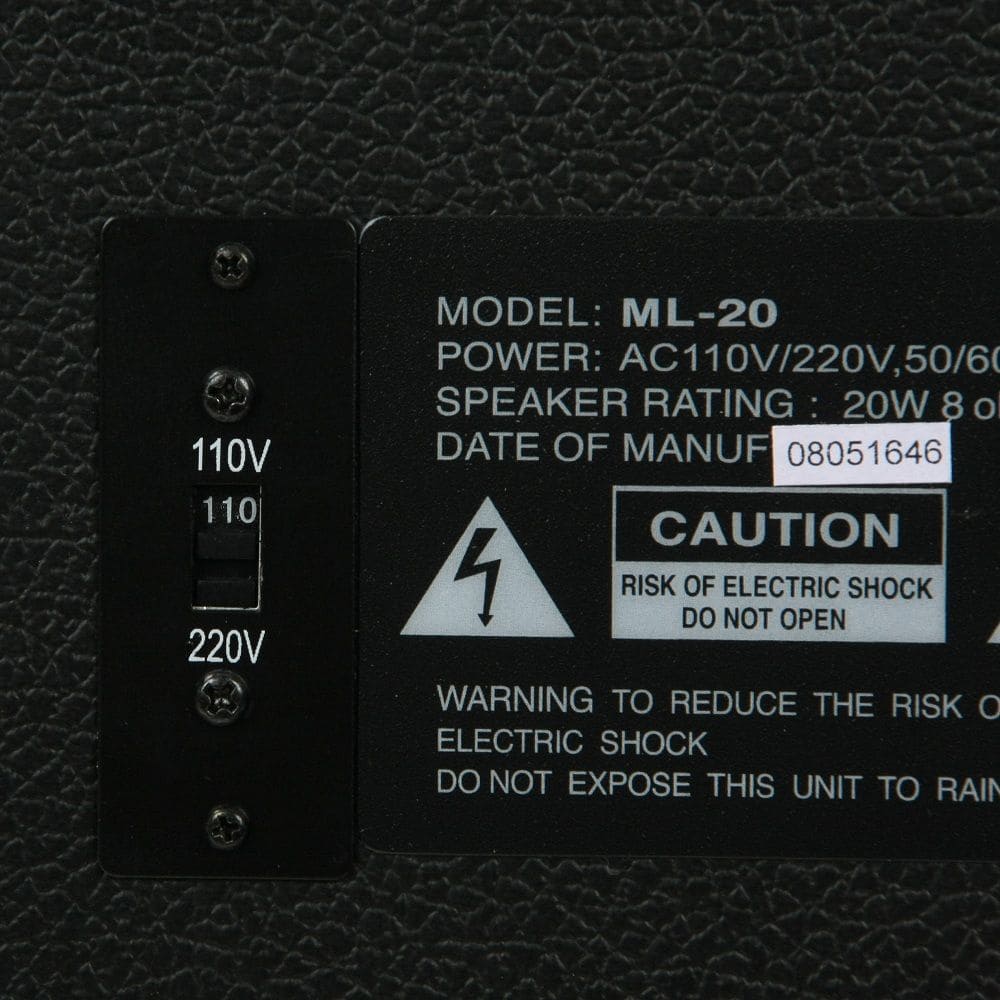 110V
110
220V
MODEL: ML-20
POWER: AC110V/220V,50/60
SPEAKER RATING : 20W 8
DATE OF MANUF 08051646
CAUTION
RISK OF ELECTRIC SHOCK
DO NOT OPEN
WARNING TO REDUCE THE RISK
ELECTRIC SHOCK
DO NOT EXPOSE THIS UNIT TO RAIN